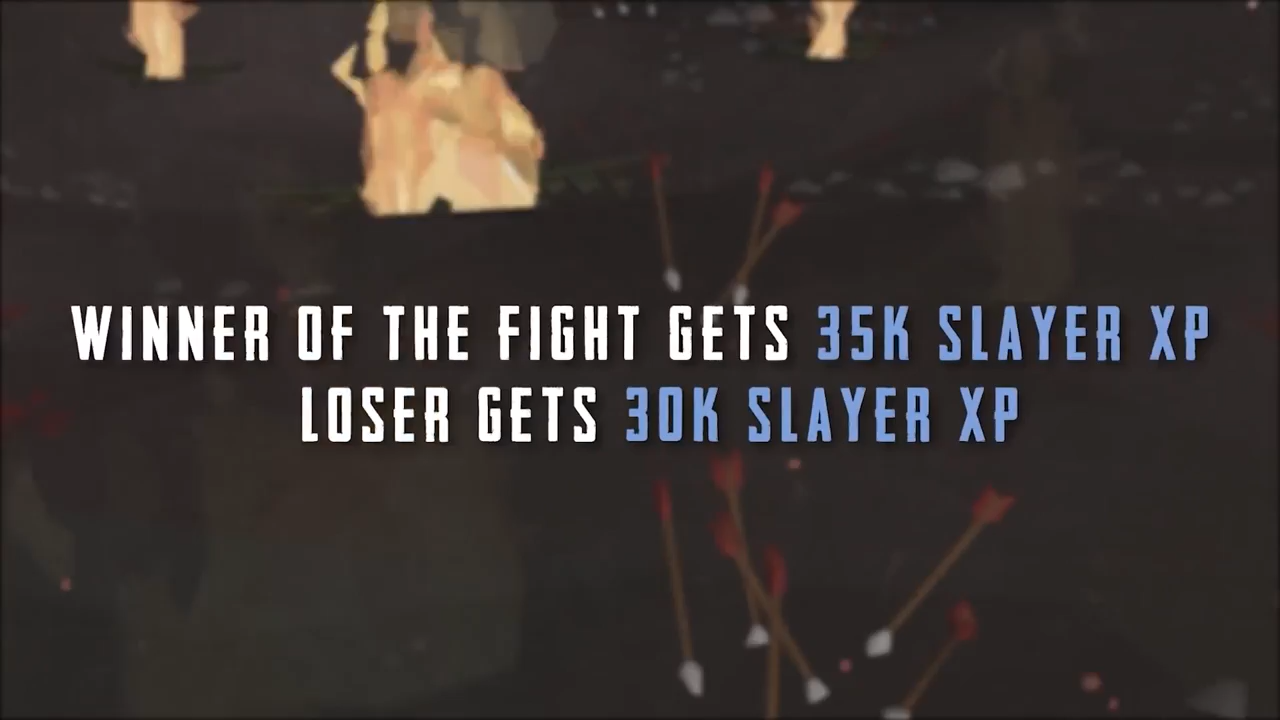 WINNER OF THE FIGHT GETS 35K SLAYER XP
LOSER GETS 30K SLAYER XP